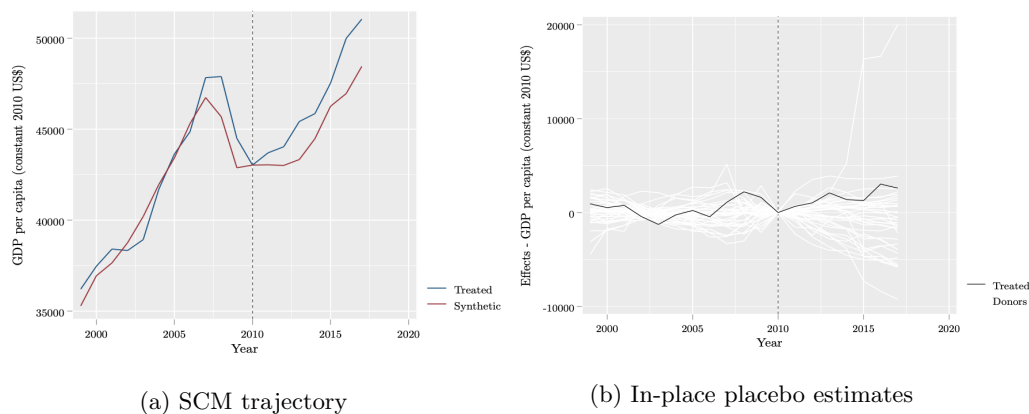 GDP per capita (constant 2010 US$)
50000
45000
40000
35000
2000
2005
2010
2015
2020
Year
Treated
Synthetic
(a) SCM trajectory
Effects - GDP per capita (constant 2010 US$)
20000
10000
0
-10000
2000
2005
2010
2015
2020
Year
Treated
Donors
(b) In-place placebo estimates